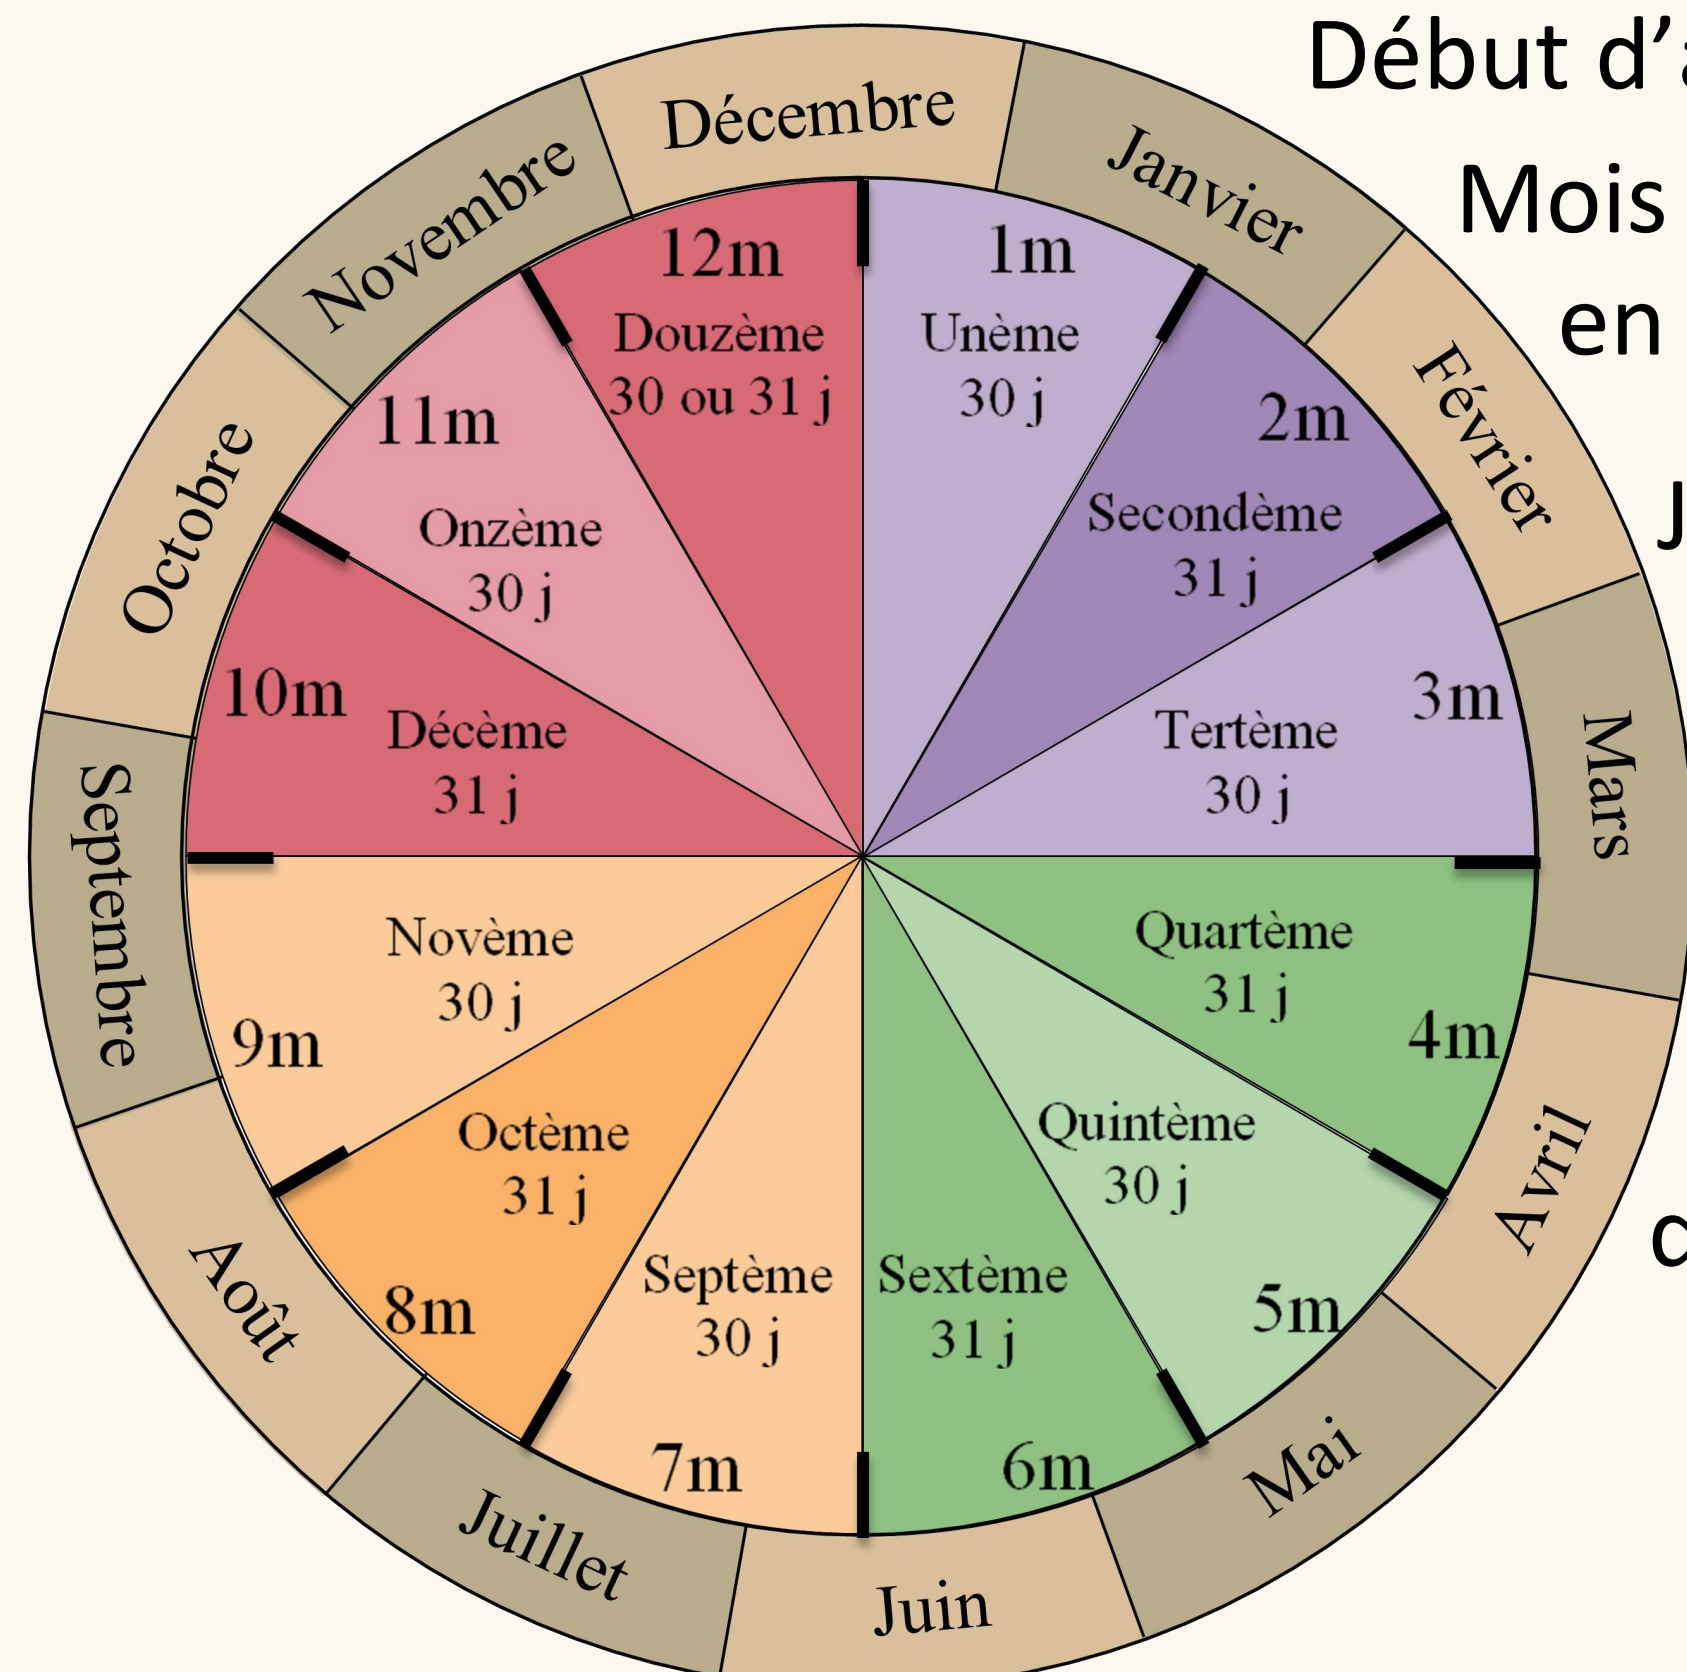 Début d'a
Mois
en
J
Décembre
Janvier
Février
Mars
Avril
Mai
Juin
Juillet
Août
Septembre
Octobre
Novembre
1m
Unème
30 j
2m
Secondème
31 j
3m
Tertème
30 j
Quartème
31 j
4m
Quintème
30 j
5m
Sextème
31 j
6m
Septème
30 j
7m
Octème
31 j
8m
Novème
30 j
9m
10m
Décème
31 j
11m
Onzème
30 j
12m
Douzème
30 ou 31 j